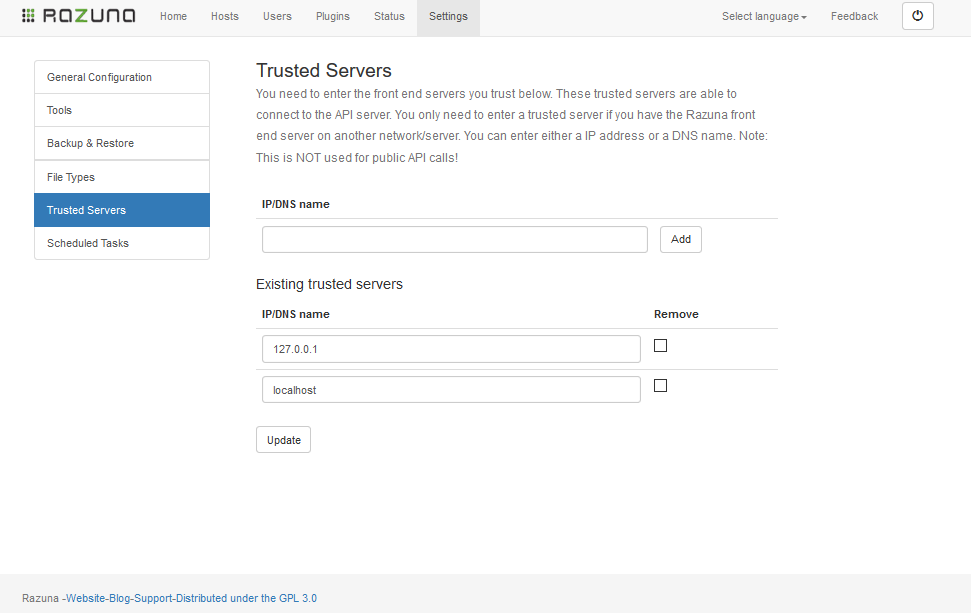 RAZUNA Home Hosts Users Plugins Status Settings Select language Feedback
General Configuration
Tools
Backup & Restore
File Types
Trusted Servers
Scheduled Tasks
Trusted Servers
You need to enter the front end servers you trust below. These trusted servers are able to
connect to the API server. You only need to enter a trusted server if you have the Razuna front
end server on another network/server. You can enter either a IP address or a DNS name. Note:
This is NOT used for public API calls!
IP/DNS name
Add
Existing trusted servers
IP/DNS name Remove
127.0.0.1
localhost
Update
Razuna -Website-Blog-Support-Distributed under the GPL 3.0